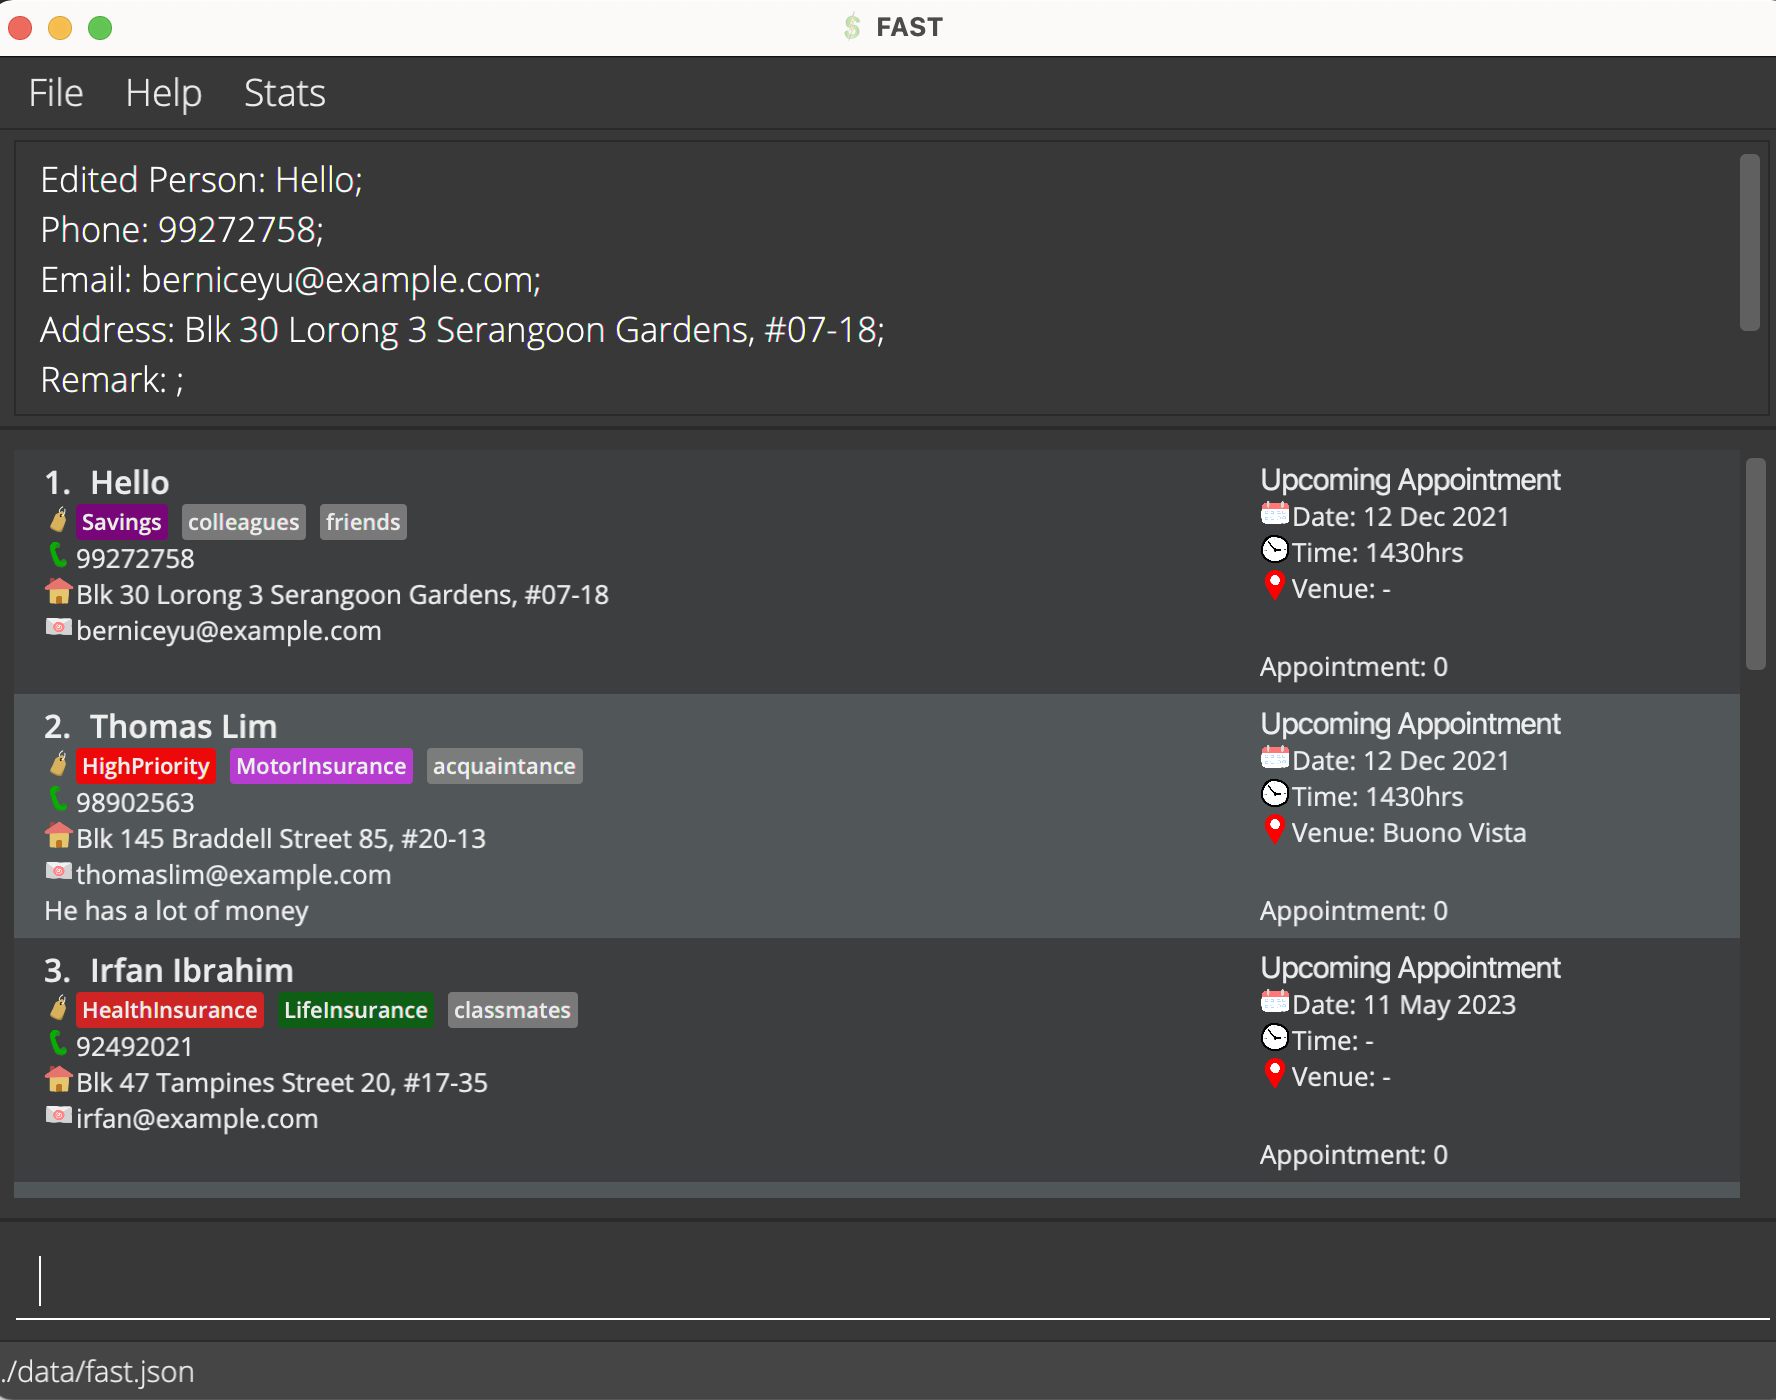 FAST
File Help Stats
Edited Person: Hello;
Phone: 99272758;
Email: berniceyu@example.com;
Address: Blk 30 Lorong 3 Serangoon Gardens, #07-18;
Remark: ;
1. Hello
Savings colleagues friends
99272758
Blk 30 Lorong 3 Serangoon Gardens, #07-18
berniceyu@example.com
Upcoming Appointment
Date: 12 Dec 2021
Time: 1430hrs
Venue: -
Appointment: 0
2. Thomas Lim
HighPriority MotorInsurance acquaintance
98902563
Blk 145 Braddell Street 85, #20-13
thomaslim@example.com
He has a lot of money
Upcoming Appointment
Date: 12 Dec 2021
Time: 1430hrs
Venue: Buono Vista
Appointment: 0
3. Irfan Ibrahim
HealthInsurance LifeInsurance classmates
92492021
Blk 47 Tampines Street 20, #17-35
irfan@example.com
Upcoming Appointment
Date: 11 May 2023
Time: -
Venue: -
Appointment: 0
./data/fast.json